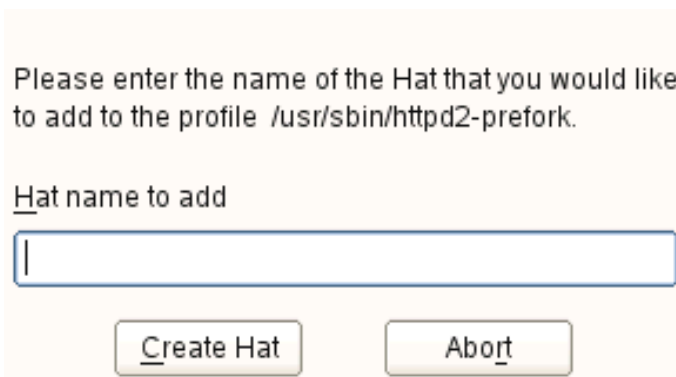 Please enter the name of the Hat that you would like
to add to the profile /usr/sbin/httpd2-prefork.
Hat name to add
Create Hat Abort